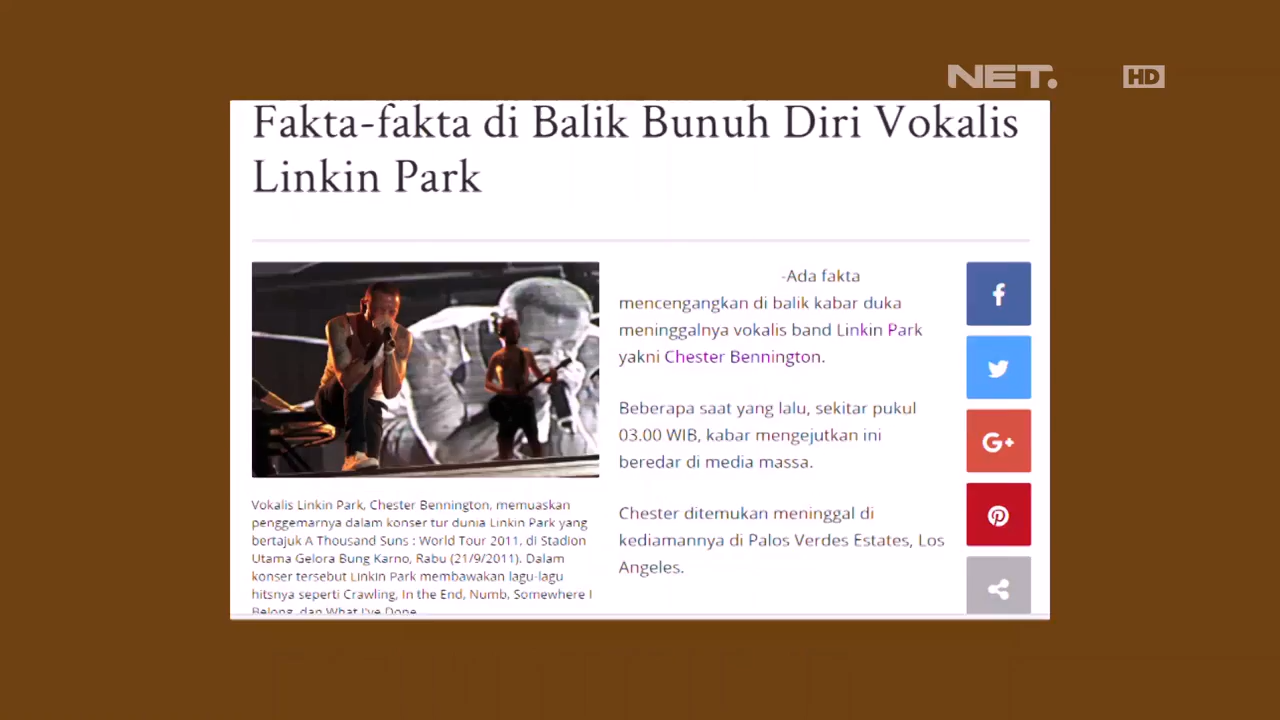 NET.
HD
Fakta-fakta di Balik Bunuh Diri Vokalis
Linkin Park
Vokalis Linkin Park, Chester Bennington, memuaskan
penggemarnya dalam konser tur dunia Linkin Park yang
bertajuk A Thousand Suns : World Tour 2011, di Stadion
Utama Gelora Bung Karno, Rabu (21/9/2011). Dalam
konser tersebut Linkin Park membawakan lagu-lagu
hitsnya seperti Crawling, In the End, Numb, Somewhere I
Belong, dan What I've Done
-Ada fakta
mencengangkan di balik kabar duka
meninggalnya vokalis band Linkin Park
yakni Chester Bennington.
Beberapa saat yang lalu, sekitar pukul
03.00 WIB, kabar mengejutkan ini
beredar di media massa.
Chester ditemukan meninggal di
kediamannya di Palos Verdes Estates, Los
Angeles.
f
G+